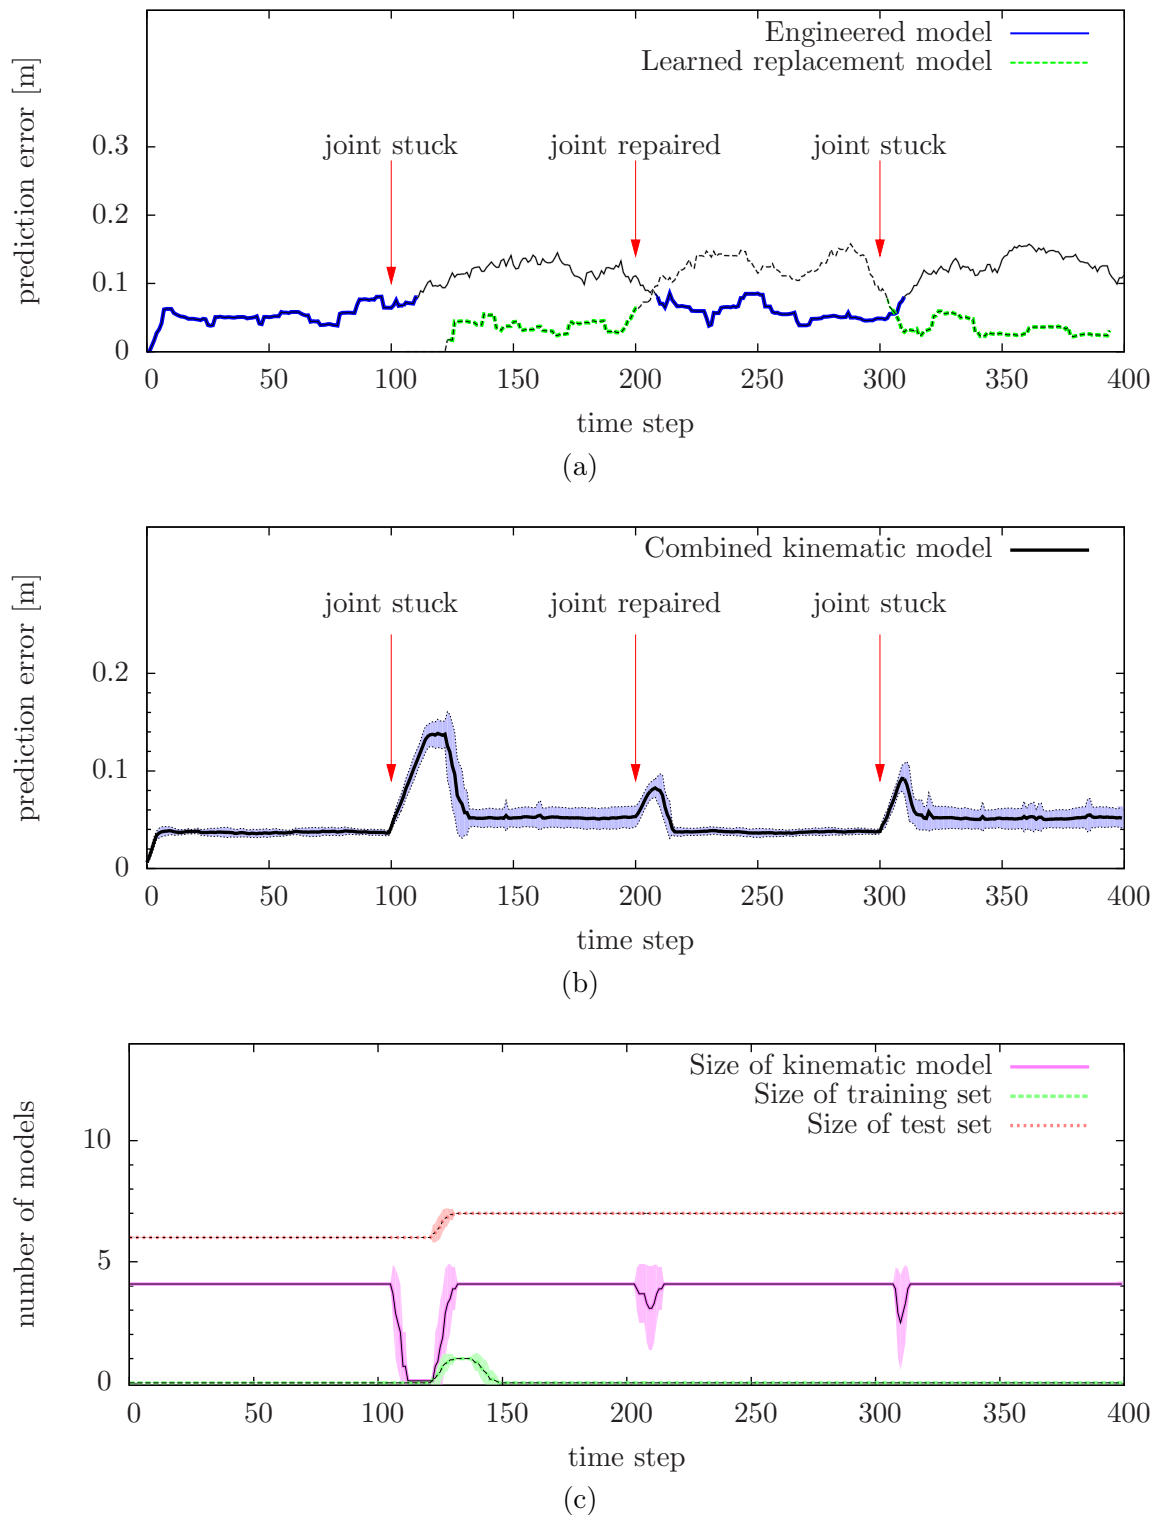 Engineered model
Learned replacement model
prediction error [m]
0.3
0.2
0.1
0
joint stuck
joint repaired
joint stuck
0 50 100 150 200 250 300 350 400
time step
(a)
Combined kinematic model
prediction error [m]
0.2
0.1
0
joint stuck
joint repaired
joint stuck
0 50 100 150 200 250 300 350 400
time step
(b)
Size of kinematic model
Size of training set
Size of test set
number of models
10
5
0
0 50 100 150 200 250 300 350 400
time step
(c)